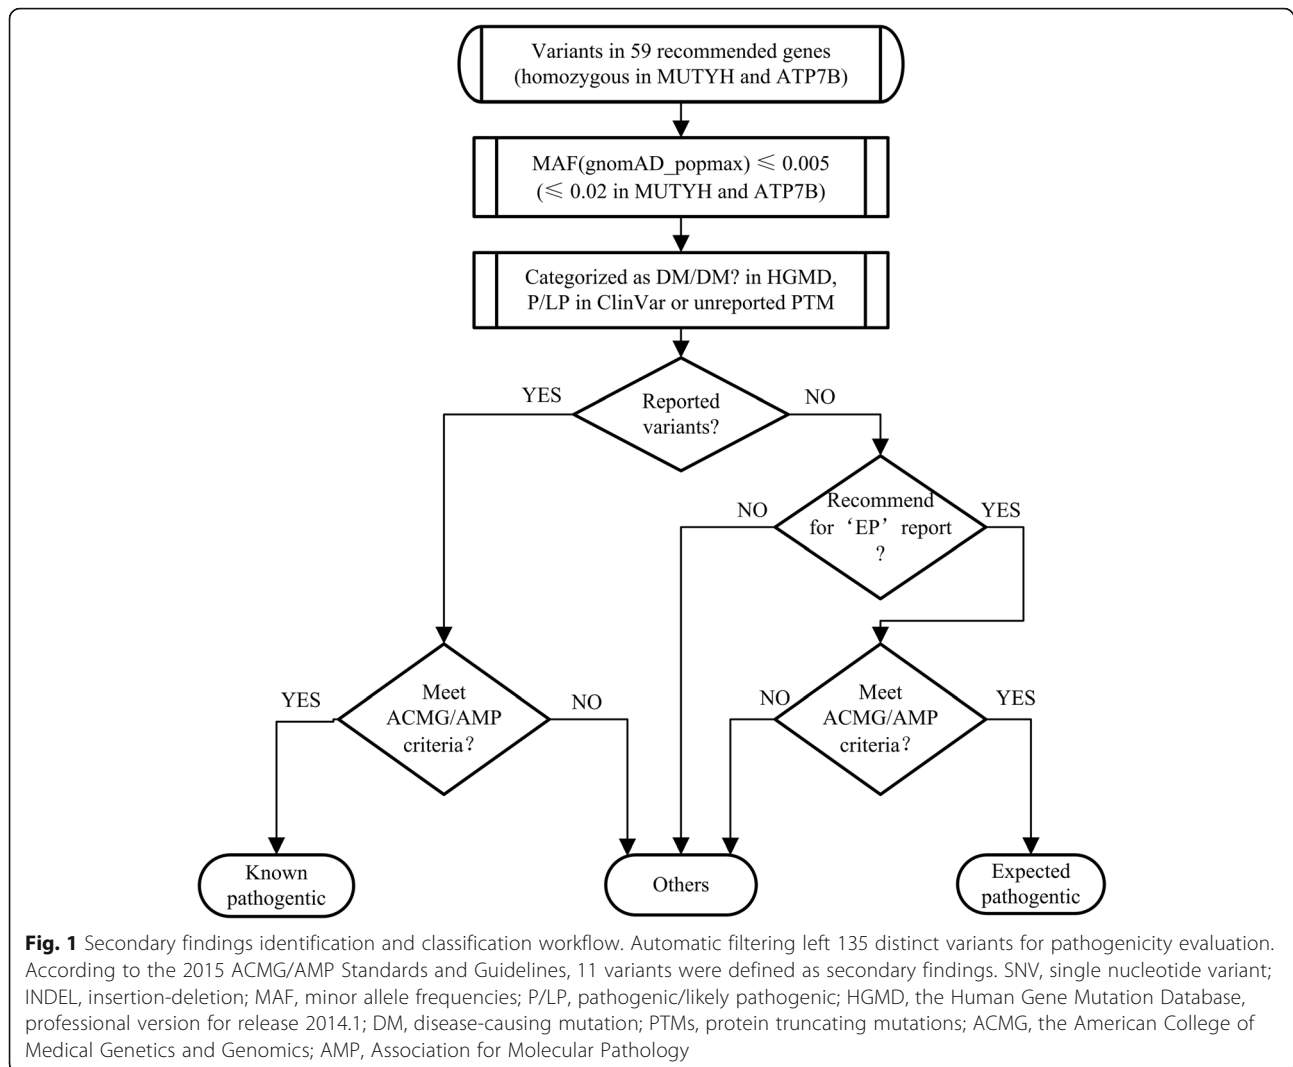 Variants in 59 recommended genes
(homozygous in MUTYH and ATP7B)
MAF(gnomAD_popmax) ≤ 0.005
(≤ 0.02 in MUTYH and ATP7B)
Categorized as DM/DM? in HGMD,
P/LP in ClinVar or unreported PTM
YES
Reported
variants?
NO
NO
Recommend
for ‘EP’ report
?
YES
YES
Meet
ACMG/AMP
criteria?
NO
NO
Meet
ACMG/AMP
criteria?
YES
Known
pathogentic
Others
Expected
pathogentic
Fig. 1 Secondary findings identification and classification workflow. Automatic filtering left 135 distinct variants for pathogenicity evaluation.
According to the 2015 ACMG/AMP Standards and Guidelines, 11 variants were defined as secondary findings. SNV, single nucleotide variant;
INDEL, insertion-deletion; MAF, minor allele frequencies; P/LP, pathogenic/likely pathogenic; HGMD, the Human Gene Mutation Database,
professional version for release 2014.1; DM, disease-causing mutation; PTMs, protein truncating mutations; ACMG, the American College of
Medical Genetics and Genomics; AMP, Association for Molecular Pathology